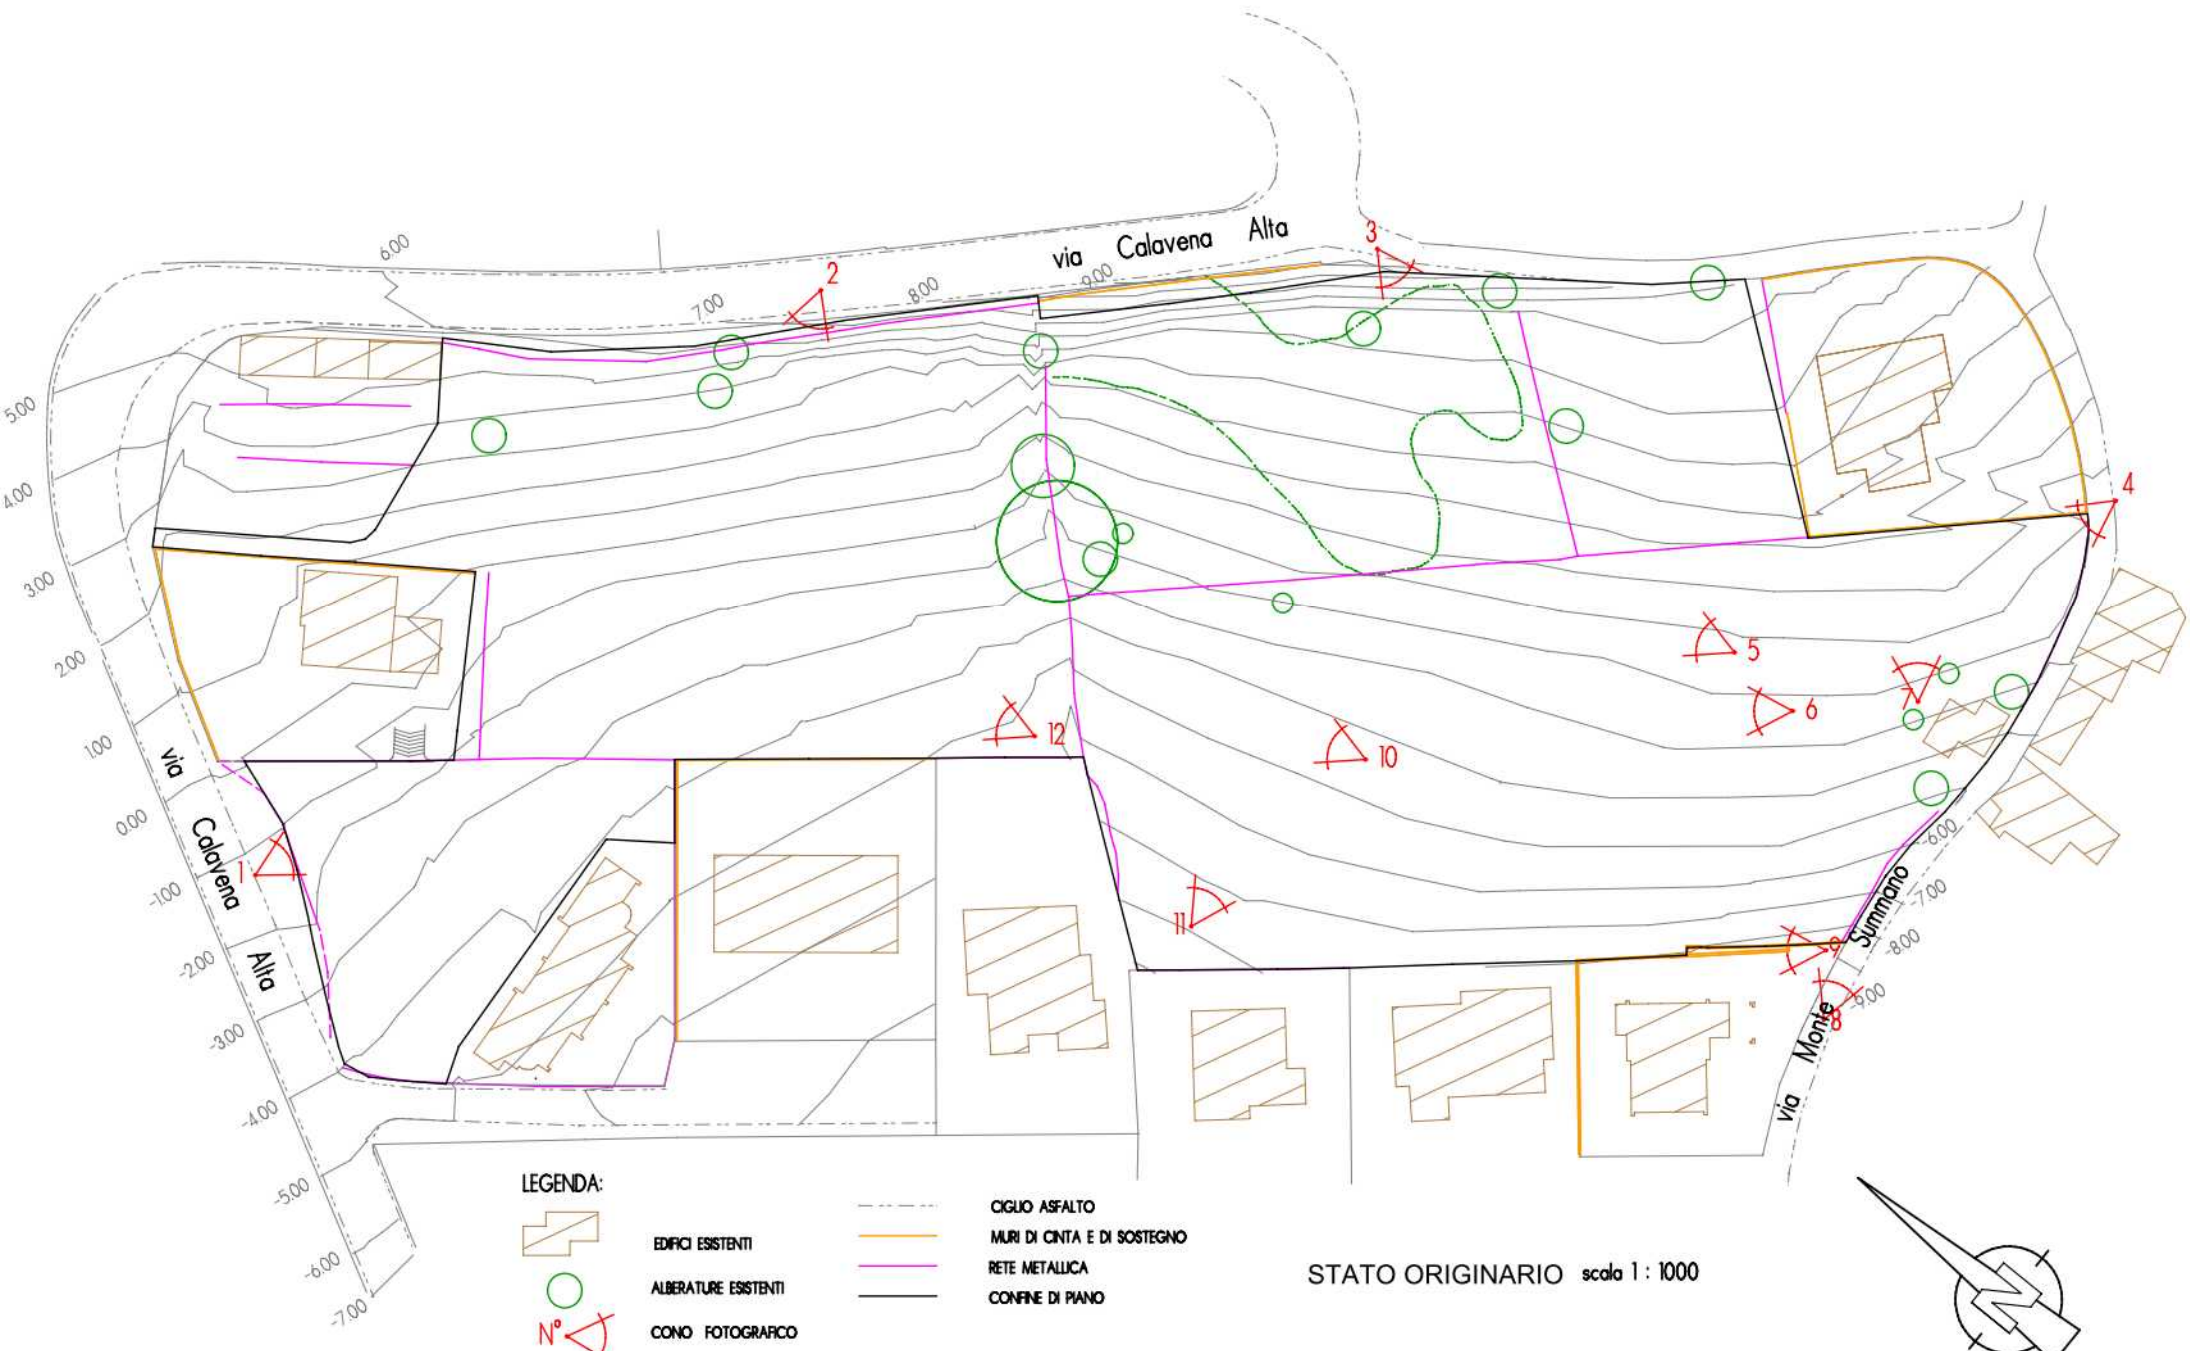 6.00
7.00
8.00
9.00
via Calavena Alta
2
3
4
5.00
4.00
3.00
2.00
1.00
0.00
-1.00
-2.00
-3.00
-4.00
-5.00
-6.00
-7.00
via Calavena Alta
1
5
6
7
12
10
11
9
8
-6.00
-7.00
-8.00
-9.00
via Monte Summano
LEGENDA:
EDIFICI ESISTENTI
ALBERATURE ESISTENTI
N° CONO FOTOGRAFICO
CIGLIO ASFALTO
MURI DI CINTA E DI SOSTEGNO
RETE METALLICA
CONFINE DI PIANO
STATO ORIGINARIO scala 1 : 1000
N